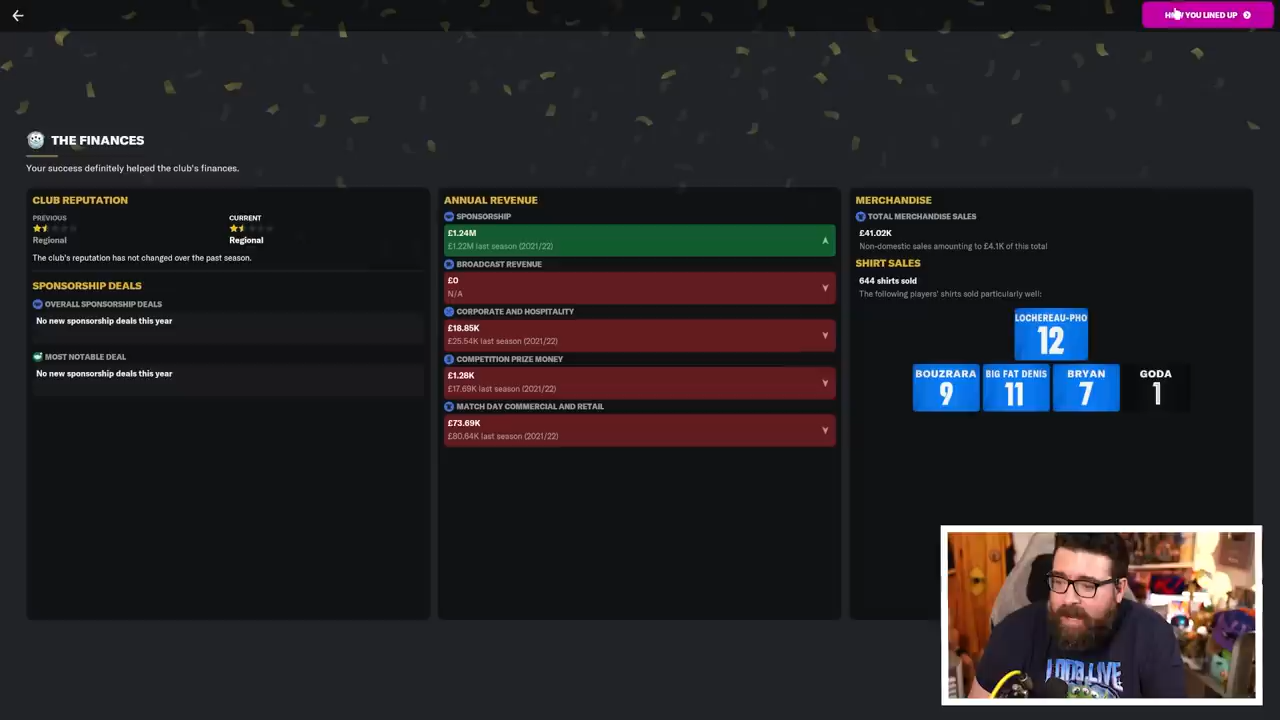 HOW YOU LINED UP
THE FINANCES
Your success definitely helped the club's finances.
CLUB REPUTATION
PREVIOUS
CURRENT
Regional
Regional
The club's reputation has not changed over the past season.
SPONSORSHIP DEALS
OVERALL SPONSORSHIP DEALS
No new sponsorship deals this year
MOST NOTABLE DEAL
No new sponsorship deals this year
ANNUAL REVENUE
SPONSORSHIP
£1.24M
£1.22M last season (2021/22)
BROADCAST REVENUE
£0
N/A
CORPORATE AND HOSPITALITY
£18.85K
£25.54K last season (2021/22)
COMPETITION PRIZE MONEY
£1.28K
£17.69K last season (2021/22)
MATCH DAY COMMERCIAL AND RETAIL
£73.69K
£80.64K last season (2021/22)
MERCHANDISE
TOTAL MERCHANDISE SALES
£41.02K
Non-domestic sales amounting to £4.1K of this total
SHIRT SALES
644 shirts sold
The following players' shirts sold particularly well:
LOCHEREAU-PHO
12
BOUZRARA
9
BIG FAT DENIS
11
BRYAN
7
GODA
1
LONG LIVE